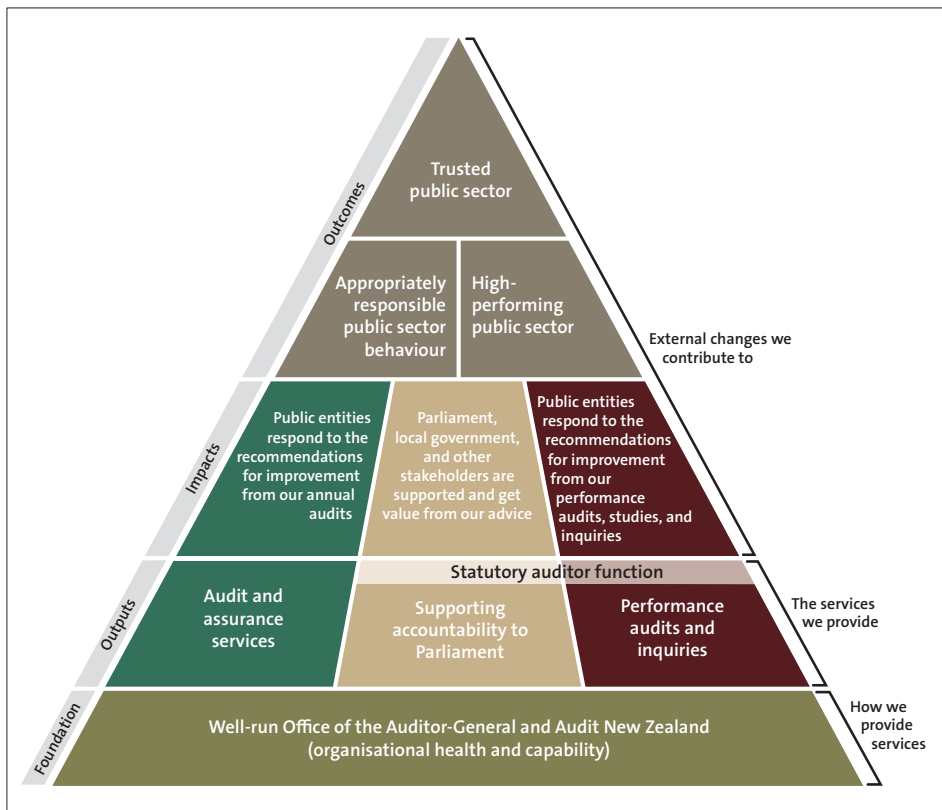 Outcomes
Trusted
public sector
Appropriately
responsible
public sector
behaviour
High-
performing
public sector
External changes we
contribute to
Impacts
Public entities
respond to the
recommendations
for improvement
from our annual
audits
Parliament,
local government,
and other
stakeholders are
supported and get
value from our advice
Public entities
respond to the
recommendations
for improvement
from our
performance
audits, studies, and
inquiries
Outputs
Statutory auditor function
Audit and
assurance
services
Supporting
accountability to
Parliament
Performance
audits and
inquiries
The services
we provide
Foundation
Well-run Office of the Auditor-General and Audit New Zealand
(organisational health and capability)
How we
provide
services